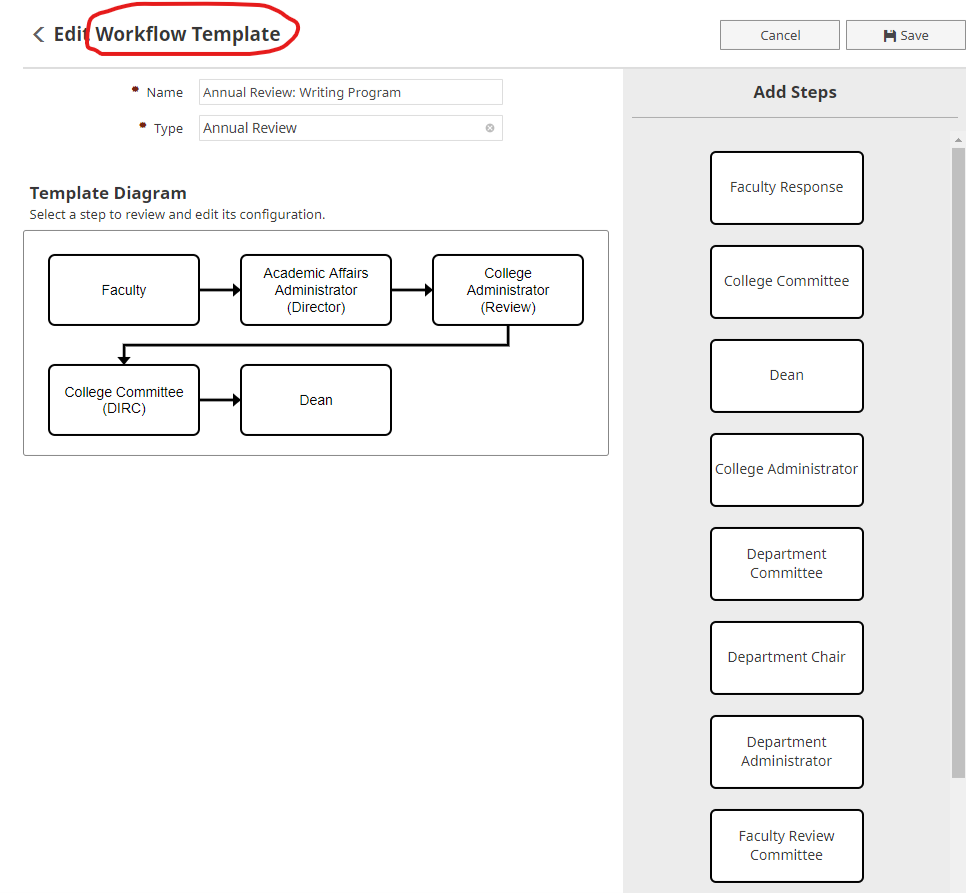 Edit Workflow Template
Cancel
Save
Name
Annual Review: Writing Program
Type
Annual Review
Template Diagram
Select a step to review and edit its configuration.
Faculty
Academic Affairs
Administrator
(Director)
College
Administrator
(Review)
College Committee
(DIRC)
Dean
Add Steps
Faculty Response
College Committee
Dean
College Administrator
Department
Committee
Department Chair
Department
Administrator
Faculty Review
Committee